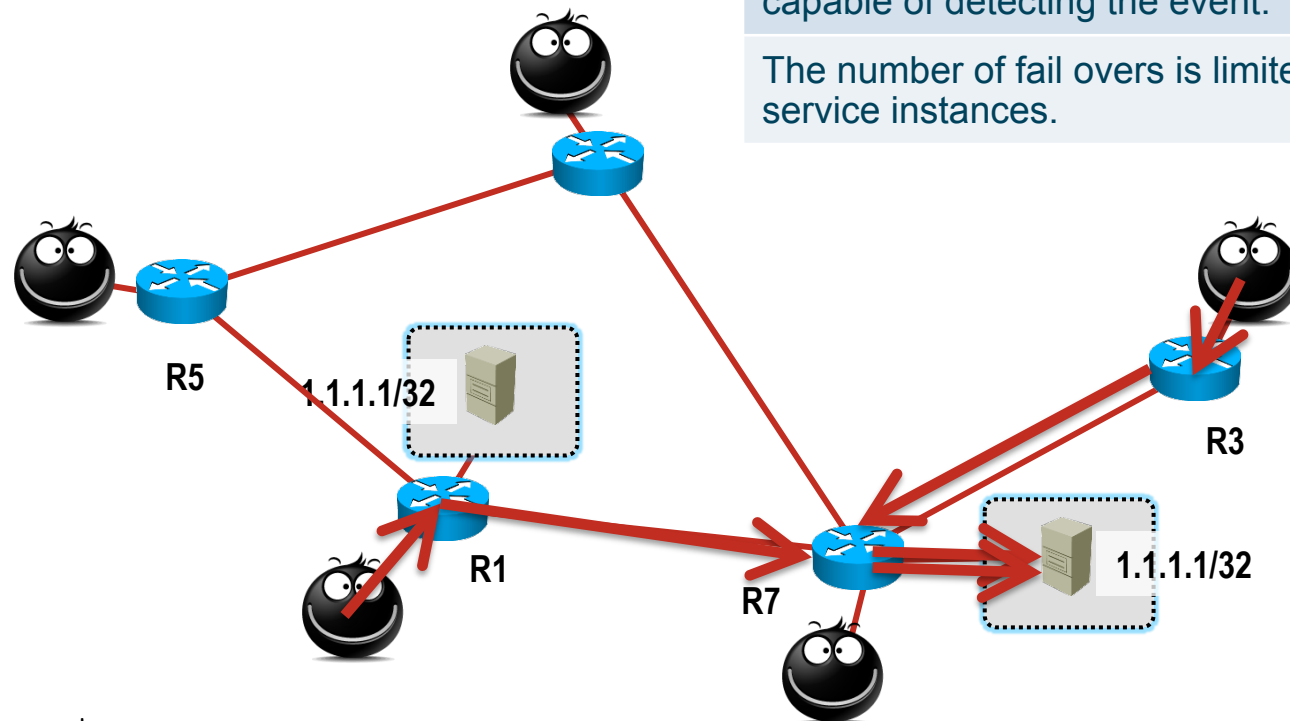 capable of detecting the event.
The number of fail overs is limite
service instances.
R5
1.1.1.1/32
R3
R1
R7
1.1.1.1/32